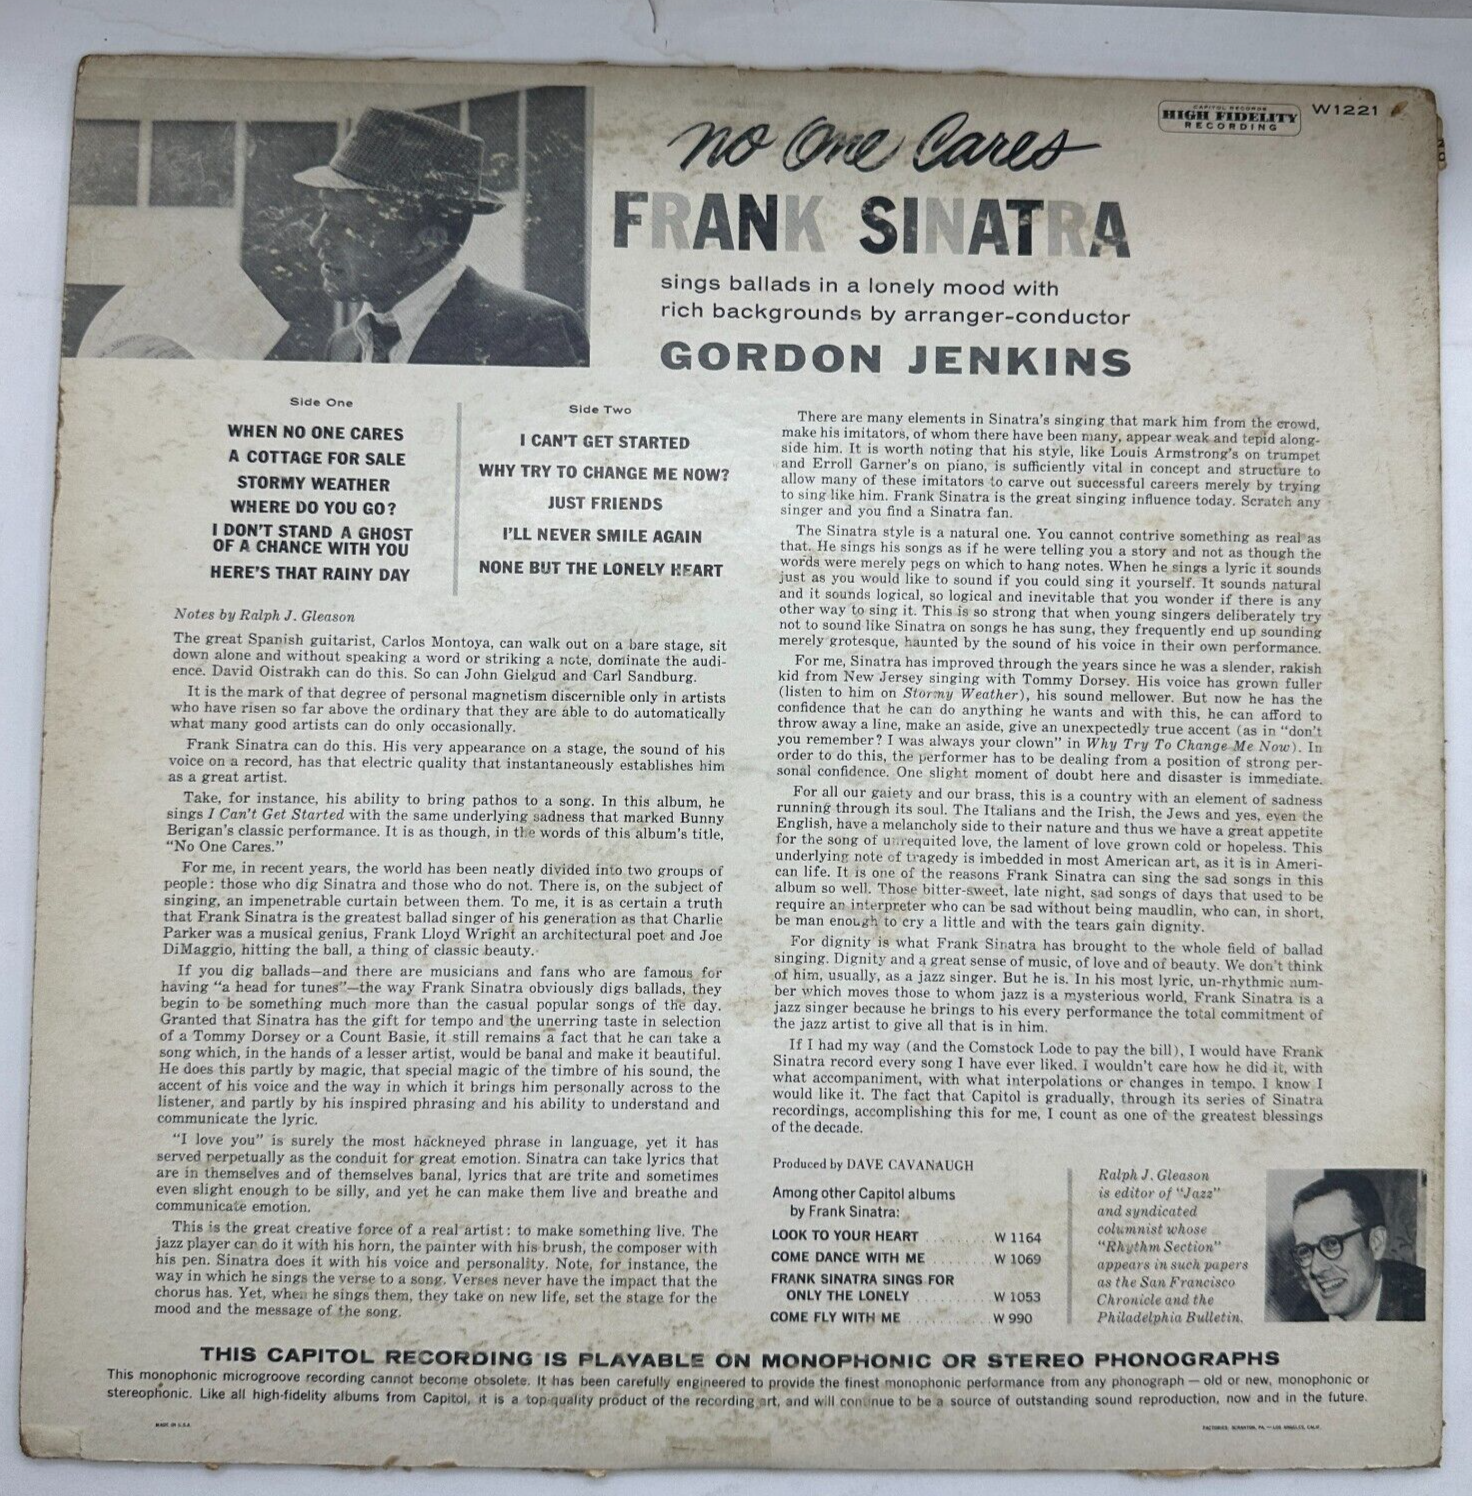 CAPITOL RECORDS
HIGH FIDELITY
RECORDING
W1221
no One Cares
FRANK SINATRA
sings ballads in a lonely mood with
rich backgrounds by arranger-conductor
GORDON JENKINS
Side One
WHEN NO ONE CARES
A COTTAGE FOR SALE
STORMY WEATHER
WHERE DO YOU GO?
I DON'T STAND A GHOST
OF A CHANCE WITH YOU
HERE'S THAT RAINY DAY
Side Two
I CAN'T GET STARTED
WHY TRY TO CHANGE ME NOW?
JUST FRIENDS
I'LL NEVER SMILE AGAIN
NONE BUT THE LONELY HEART
Notes by Ralph J. Gleason
The great Spanish guitarist, Carlos Montoya, can walk out on a bare stage, sit
down alone and without speaking a word or striking a note, dominate the audi-
ence. David Oistrakh can do this. So can John Gielgud and Carl Sandburg.
It is the mark of that degree of personal magnetism discernible only in artists
who have risen so far above the ordinary that they are able to do automatically
what many good artists can do only occasionally.
Frank Sinatra can do this. His very appearance on a stage, the sound of his
voice on a record, has that electric quality that instantaneously establishes him
as a great artist.
Take, for instance, his ability to bring pathos to a song. In this album, he
sings I Can't Get Started with the same underlying sadness that marked Bunny
Berigan's classic performance. It is as though, in the words of this album's title,
"No One Cares."
For me, in recent years, the world has been neatly divided into two groups of
people: those who dig Sinatra and those who do not. There is, on the subject of
singing, an impenetrable curtain between them. To me, it is as certain a truth
that Frank Sinatra is the greatest ballad singer of his generation as that Charlie
Parker was a musical genius, Frank Lloyd Wright an architectural poet and Joe
DiMaggio, hitting the ball, a thing of classic beauty.
If you dig ballads—and there are musicians and fans who are famous for
having "a head for tunes"—the way Frank Sinatra obviously digs ballads, they
begin to be something much more than the casual popular songs of the day.
Granted that Sinatra has the gift for tempo and the unerring taste in selection
of a Tommy Dorsey or a Count Basie, it still remains a fact that he can take a
song which, in the hands of a lesser artist, would be banal and make it beautiful.
He does this partly by magic, that special magic of the timbre of his sound, the
accent of his voice and the way in which it brings him personally across to the
listener, and partly by his inspired phrasing and his ability to understand and
communicate the lyric.
"I love you" is surely the most hackneyed phrase in language, yet it has
served perpetually as the conduit for great emotion. Sinatra can take lyrics that
are in themselves and of themselves banal, lyrics that are trite and sometimes
even slight enough to be silly, and yet he can make them live and breathe and
communicate emotion.
This is the great creative force of a real artist: to make something live. The
jazz player can do it with his horn, the painter with his brush, the composer with
his pen. Sinatra does it with his voice and personality. Note, for instance, the
way in which he sings the verse to a song. Verses never have the impact that the
chorus has. Yet, when he sings them, they take on new life, set the stage for the
mood and the message of the song.
There are many elements in Sinatra's singing that mark him from the crowd,
make his imitators, of whom there have been many, appear weak and tepid along-
side him. It is worth noting that his style, like Louis Armstrong's on trumpet
and Erroll Garner's on piano, is sufficiently vital in concept and structure to
allow many of these imitators to carve out successful careers merely by trying
to sing like him. Frank Sinatra is the great singing influence today. Scratch any
singer and you find a Sinatra fan.
The Sinatra style is a natural one. You cannot contrive something as real as
that. He sings his songs as if he were telling you a story and not as though the
words were merely pegs on which to hang notes. When he sings a lyric it sounds
just as you would like to sound if you could sing it yourself. It sounds natural
and it sounds logical, so logical and inevitable that you wonder if there is any
other way to sing it. This is so strong that when young singers deliberately try
not to sound like Sinatra on songs he has sung, they frequently end up sounding
merely grotesque, haunted by the sound of his voice in their own performance.
For me, Sinatra has improved through the years since he was a slender, rakish
kid from New Jersey singing with Tommy Dorsey. His voice has grown fuller
(listen to him on Stormy Weather), his sound mellower. But now he has the
confidence that he can do anything he wants and with this, he can afford to
throw away a line, make an aside, give an unexpectedly true accent (as in "don't
you remember? I was always your clown" in Why Try To Change Me Now). In
order to do this, the performer has to be dealing from a position of strong per-
sonal confidence. One slight moment of doubt here and disaster is immediate.
For all our gaiety and our brass, this is a country with an element of sadness
running through its soul. The Italians and the Irish, the Jews and yes, even the
English, have a melancholy side to their nature and thus we have a great appetite
for the song of unrequited love, the lament of love grown cold or hopeless. This
underlying note of tragedy is imbedded in most American art, as it is in Ameri-
can life. It is one of the reasons Frank Sinatra can sing the sad songs in this
album so well. Those bitter-sweet, late night, sad songs of days that used to be
require an interpreter who can be sad without being maudlin, who can, in short,
be man enough to cry a little and with the tears gain dignity.
For dignity is what Frank Sinatra has brought to the whole field of ballad
singing. Dignity and a great sense of music, of love and of beauty. We don't think
of him, usually, as a jazz singer. But he is. In his most lyric, un-rhythmic num-
ber which moves those to whom jazz is a mysterious world, Frank Sinatra is a
jazz singer because he brings to his every performance the total commitment of
the jazz artist to give all that is in him.
If I had my way (and the Comstock Lode to pay the bill), I would have Frank
Sinatra record every song I have ever liked. I wouldn't care how he did it, with
what accompaniment, with what interpolations or changes in tempo. I know I
would like it. The fact that Capitol is gradually, through its series of Sinatra
recordings, accomplishing this for me, I count as one of the greatest blessings
of the decade.
Produced by DAVE CAVANAUGH
Among other Capitol albums
by Frank Sinatra:
LOOK TO YOUR HEART ........ W 1164
COME DANCE WITH ME ........ W 1069
FRANK SINATRA SINGS FOR
ONLY THE LONELY .......... W 1053
COME FLY WITH ME .......... W 990
Ralph J. Gleason
is editor of "Jazz"
and syndicated
columnist whose
"Rhythm Section"
appears in such papers
as the San Francisco
Chronicle and the
Philadelphia Bulletin.
THIS CAPITOL RECORDING IS PLAYABLE ON MONOPHONIC OR STEREO PHONOGRAPHS
This monophonic microgroove recording cannot become obsolete. It has been carefully engineered to provide the finest monophonic performance from any phonograph — old or new, monophonic or
stereophonic. Like all high-fidelity albums from Capitol, it is a top-quality product of the recording art, and will continue to be a source of outstanding sound reproduction, now and in the future.
MADE IN U.S.A.
FACTORIES: SCRANTON, PA. — LOS ANGELES, CALIF.